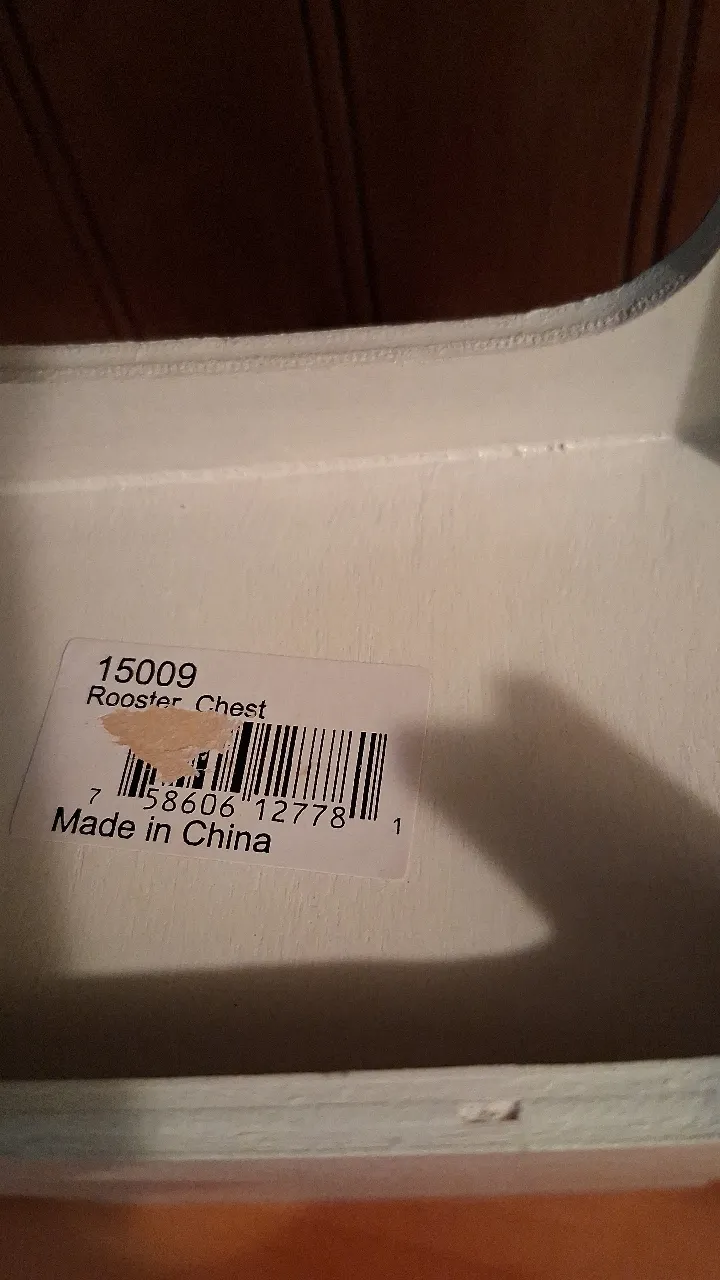 15009
Rooster Chest
7 58606 12778 1
Made in China